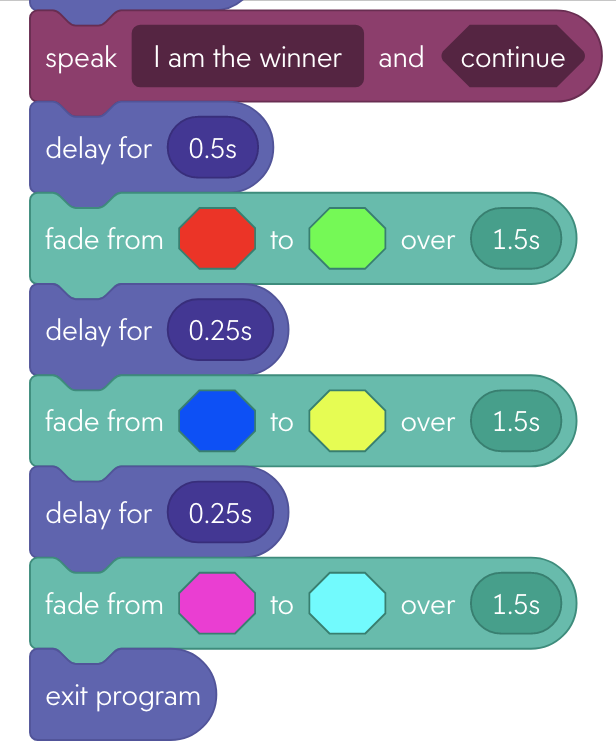 speak I am the winner and continue
delay for 0.5s
fade from to over 1.5s
delay for 0.25s
fade from to over 1.5s
delay for 0.25s
fade from to over 1.5s
exit program